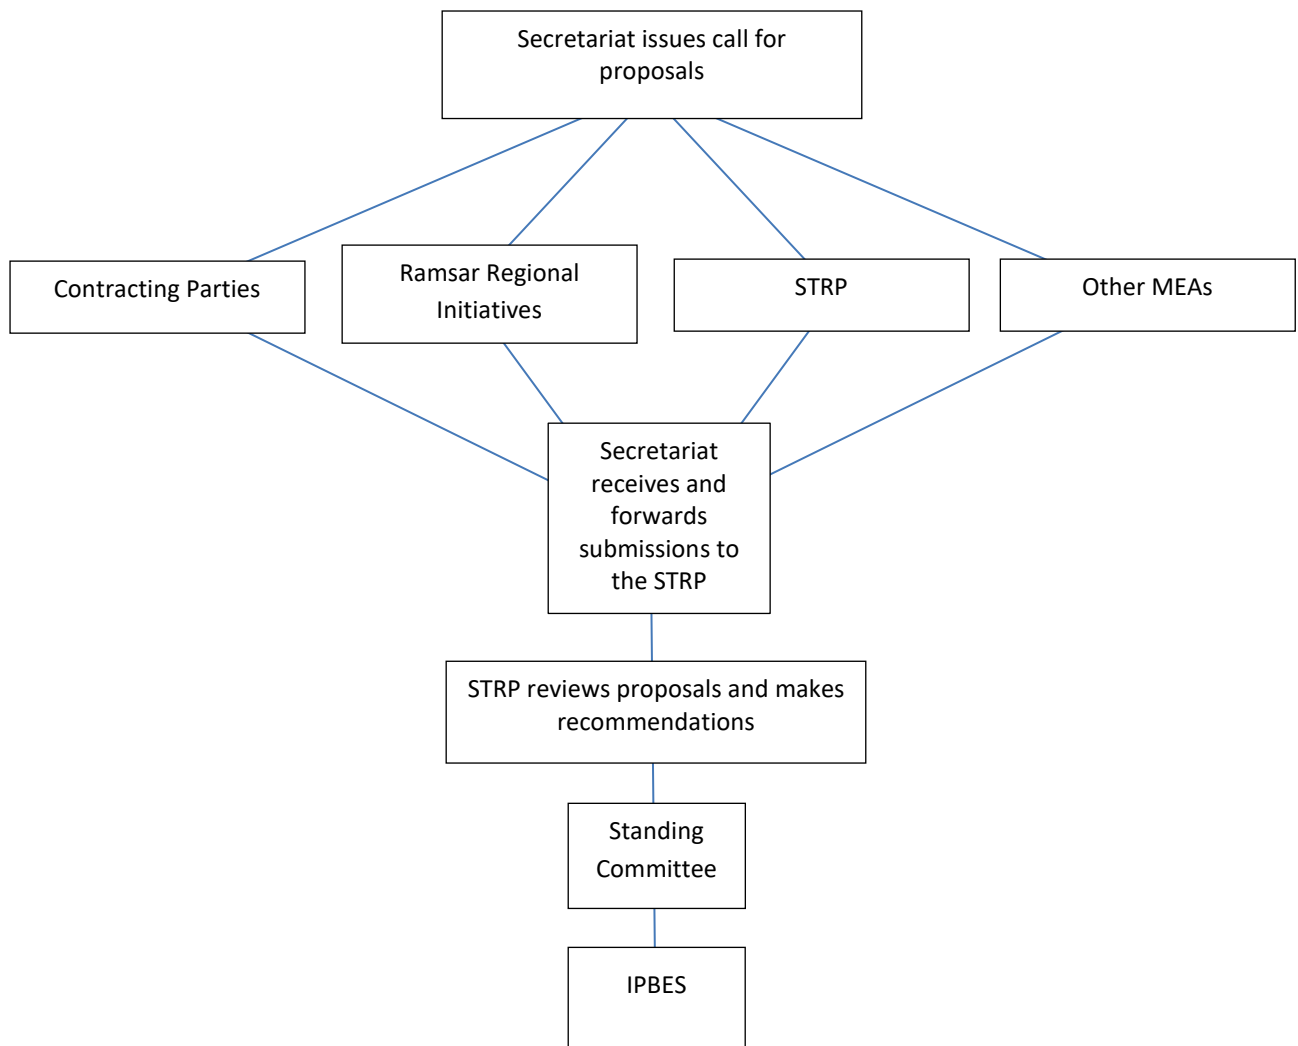 Secretariat issues call for
proposals
Contracting Parties
Ramsar Regional
Initiatives
STRP
Other MEAs
Secretariat
receives and
forwards
submissions to
the STRP
STRP reviews proposals and makes
recommendations
Standing
Committee
IPBES